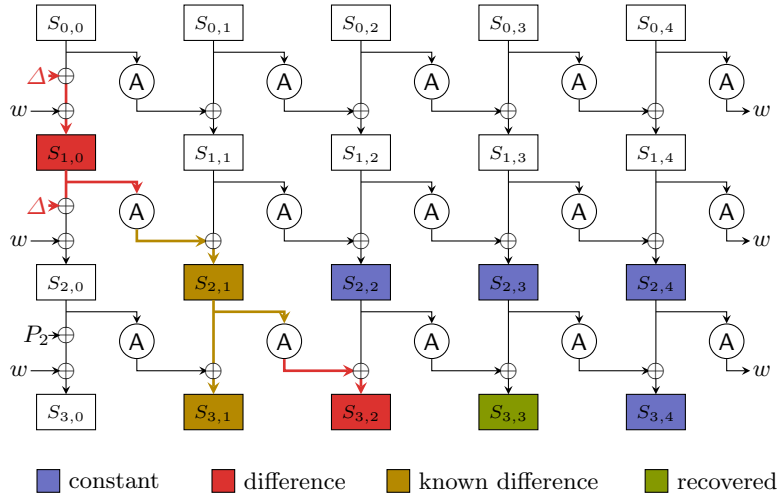 S0,0 S0,1 S0,2 S0,3 S0,4
Δ A A A A A
w w
S1,0 S1,1 S1,2 S1,3 S1,4
Δ A A A A A
w w
S2,0 S2,1 S2,2 S2,3 S2,4
P2 A A A A A
w w
S3,0 S3,1 S3,2 S3,3 S3,4
constant difference known difference recovered